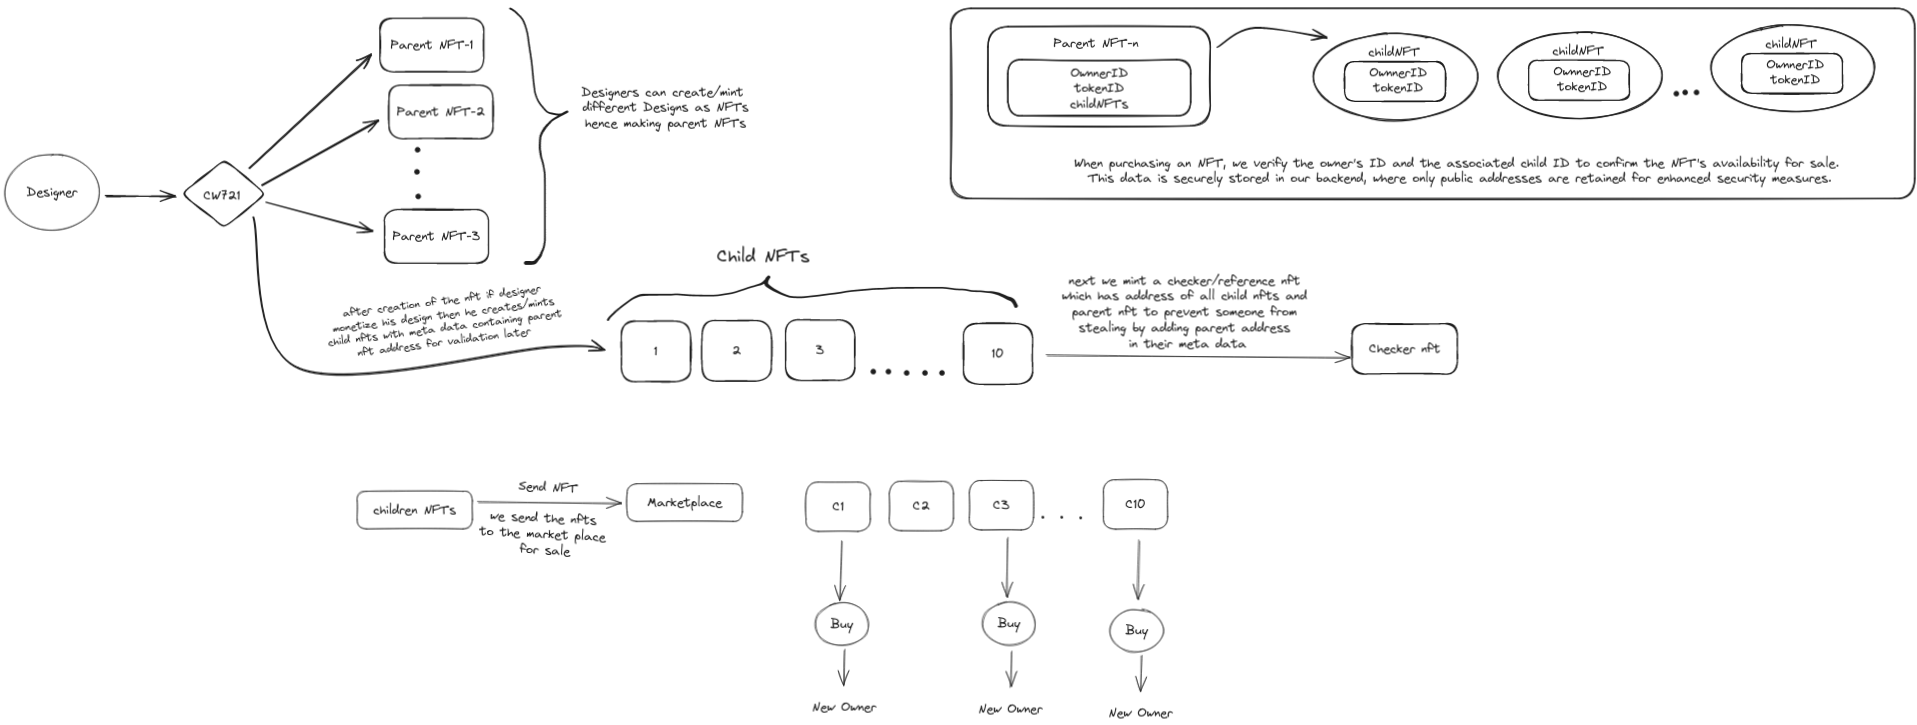 Parent NFT-1
Parent NFT-2
Parent NFT-3
Designer
CW721
Designers can create/mint
different Designs as NFTs
hence making parent NFTs
Parent NFT-n
OwnerID
tokenID
childNFTs
childNFT
OwnerID
tokenID
childNFT
OwnerID
tokenID
childNFT
OwnerID
tokenID
When purchasing an NFT, we verify the owner's ID and the associated child ID to confirm the NFT's availability for sale.
This data is securely stored in our backend, where only public addresses are retained for enhanced security measures.
after creation of the nft if designer
monetize his design then he creates/mints
child nfts with meta data containing parent
nft address for validation later
Child NFTs
1
2
3
10
next we mint a checker/reference nft
which has address of all child nfts and
parent nft to prevent someone from
stealing by adding parent address
in their meta data
Checker nft
children NFTs
Send NFT
we send the nfts
to the market place
for sale
Marketplace
C1
C2
C3
. . .
C10
Buy
Buy
Buy
New Owner
New Owner
New Owner